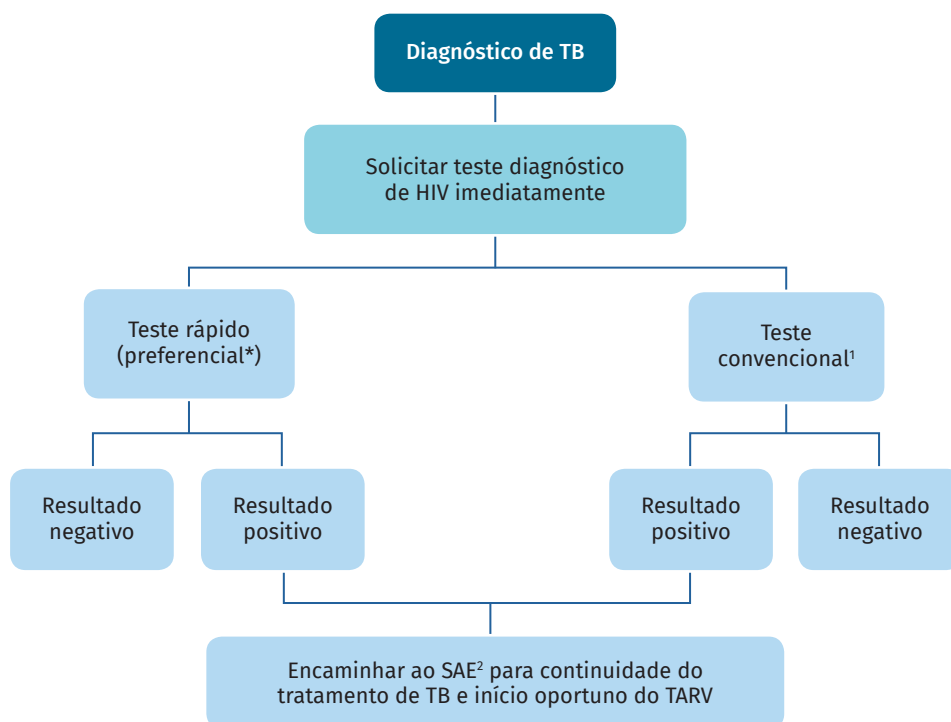 Diagnóstico de TB
Solicitar teste diagnóstico
de HIV imediatamente
Teste rápido
(preferencial*)
Teste
convencional¹
Resultado
negativo
Resultado
positivo
Resultado
positivo
Resultado
negativo
Encaminhar ao SAE² para continuidade do
tratamento de TB e início oportuno do TARV